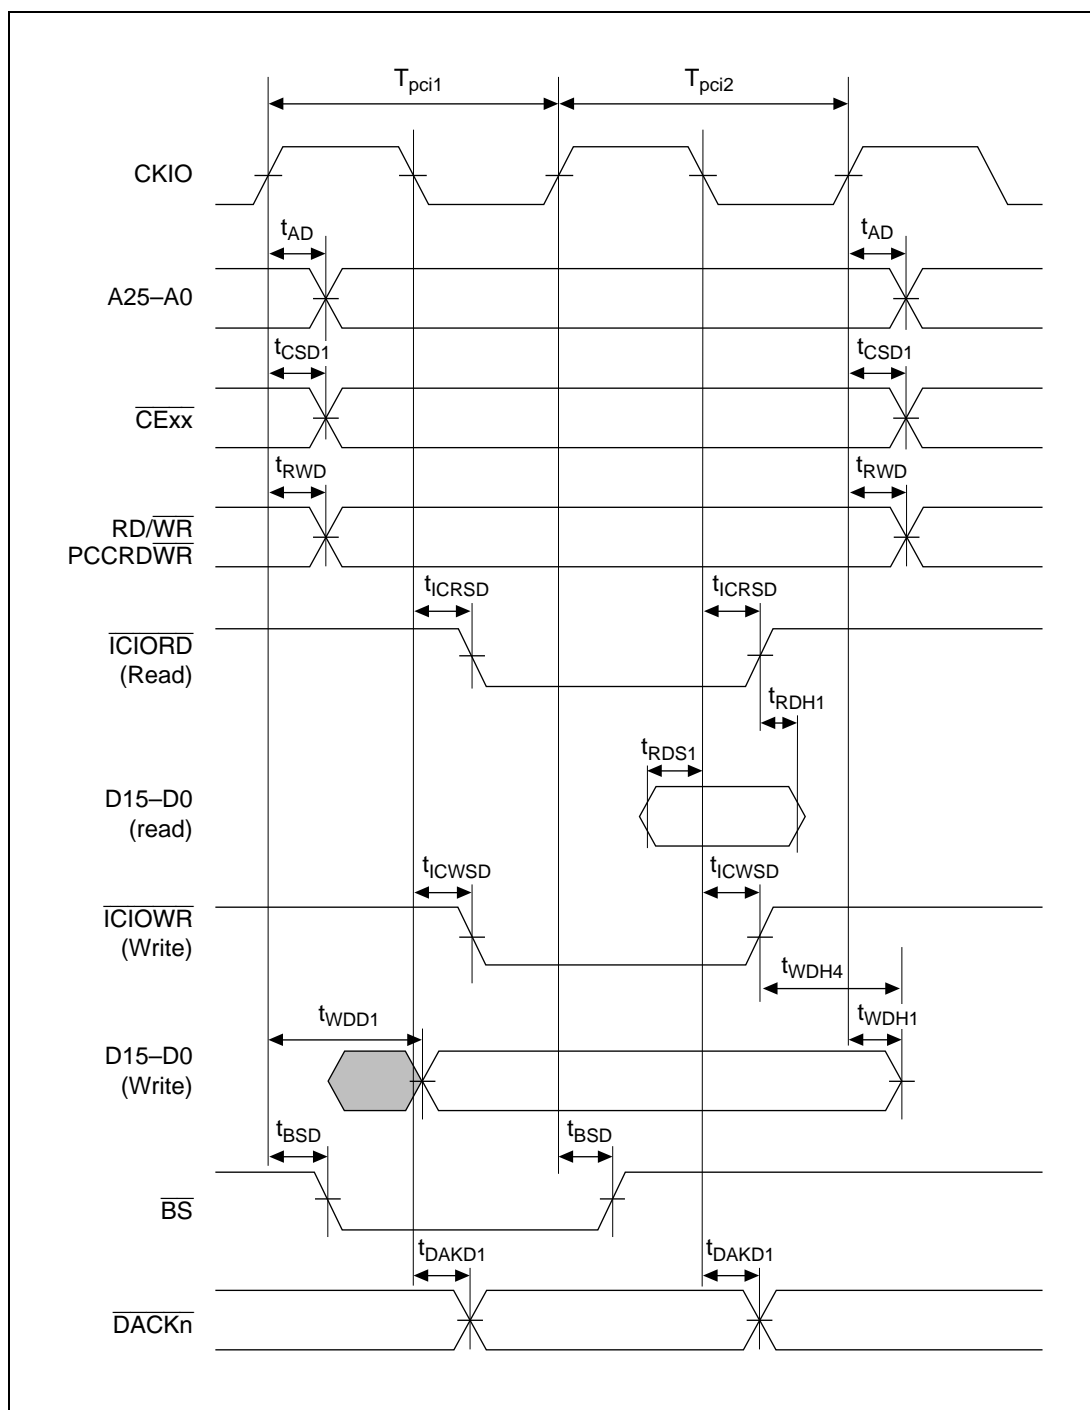 Tpci1 Tpci2
CKIO
tAD tAD
A25–A0
tCSD1 tCSD1
CExx
tRWD tRWD
RD/WR
PCCRDWR
tICRSD tICRSD
ICIORD
(Read)
tRDH1
tRDS1
D15–D0
(read)
tICWSD tICWSD
ICIOWR
(Write)
tWDH4
tWDD1 tWDH1
D15–D0
(Write)
tBSD tBSD
BS
tDAKD1 tDAKD1
DACKn